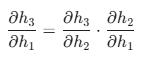 ∂h₃/∂h₁ = ∂h₃/∂h₂ · ∂h₂/∂h₁